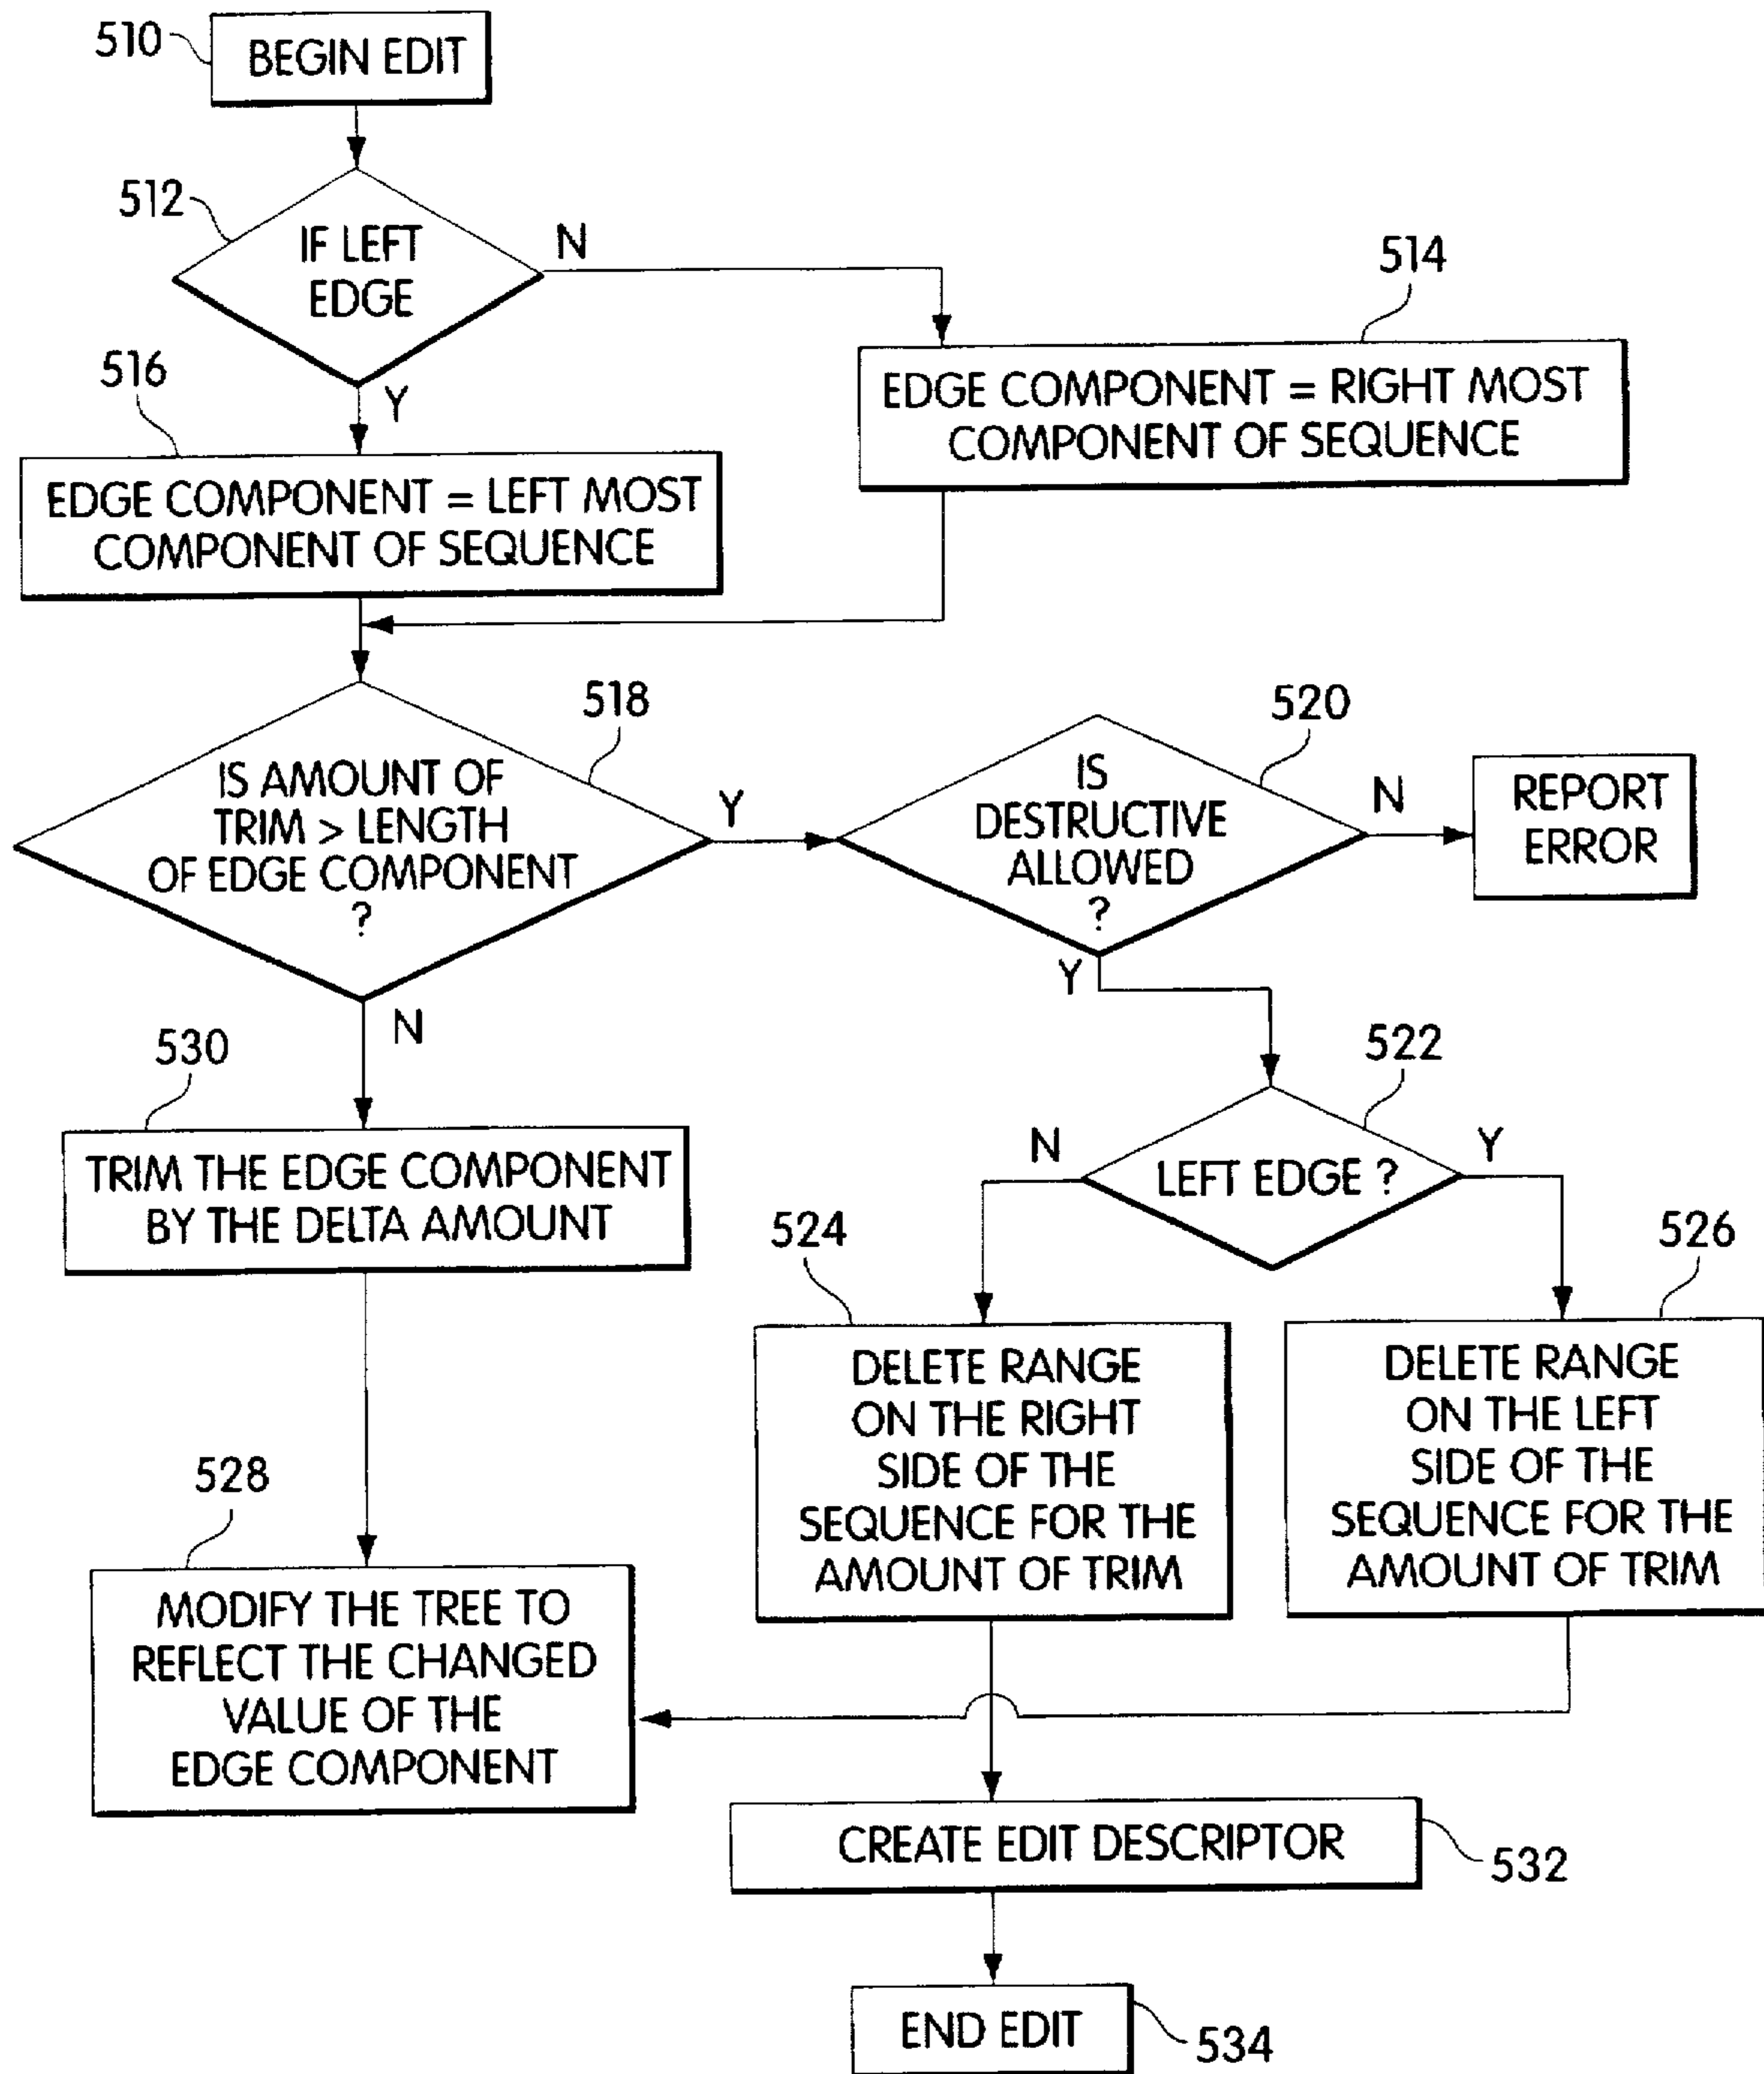 510
BEGIN EDIT
512
IF LEFT
EDGE
N
Y
514
EDGE COMPONENT = RIGHT MOST
COMPONENT OF SEQUENCE
516
EDGE COMPONENT = LEFT MOST
COMPONENT OF SEQUENCE
518
IS AMOUNT OF
TRIM > LENGTH
OF EDGE COMPONENT
?
Y
N
520
IS
DESTRUCTIVE
ALLOWED
?
N
Y
REPORT
ERROR
522
LEFT EDGE ?
N
Y
530
TRIM THE EDGE COMPONENT
BY THE DELTA AMOUNT
524
DELETE RANGE
ON THE RIGHT
SIDE OF THE
SEQUENCE FOR THE
AMOUNT OF TRIM
526
DELETE RANGE
ON THE LEFT
SIDE OF THE
SEQUENCE FOR THE
AMOUNT OF TRIM
528
MODIFY THE TREE TO
REFLECT THE CHANGED
VALUE OF THE
EDGE COMPONENT
CREATE EDIT DESCRIPTOR
532
END EDIT
534